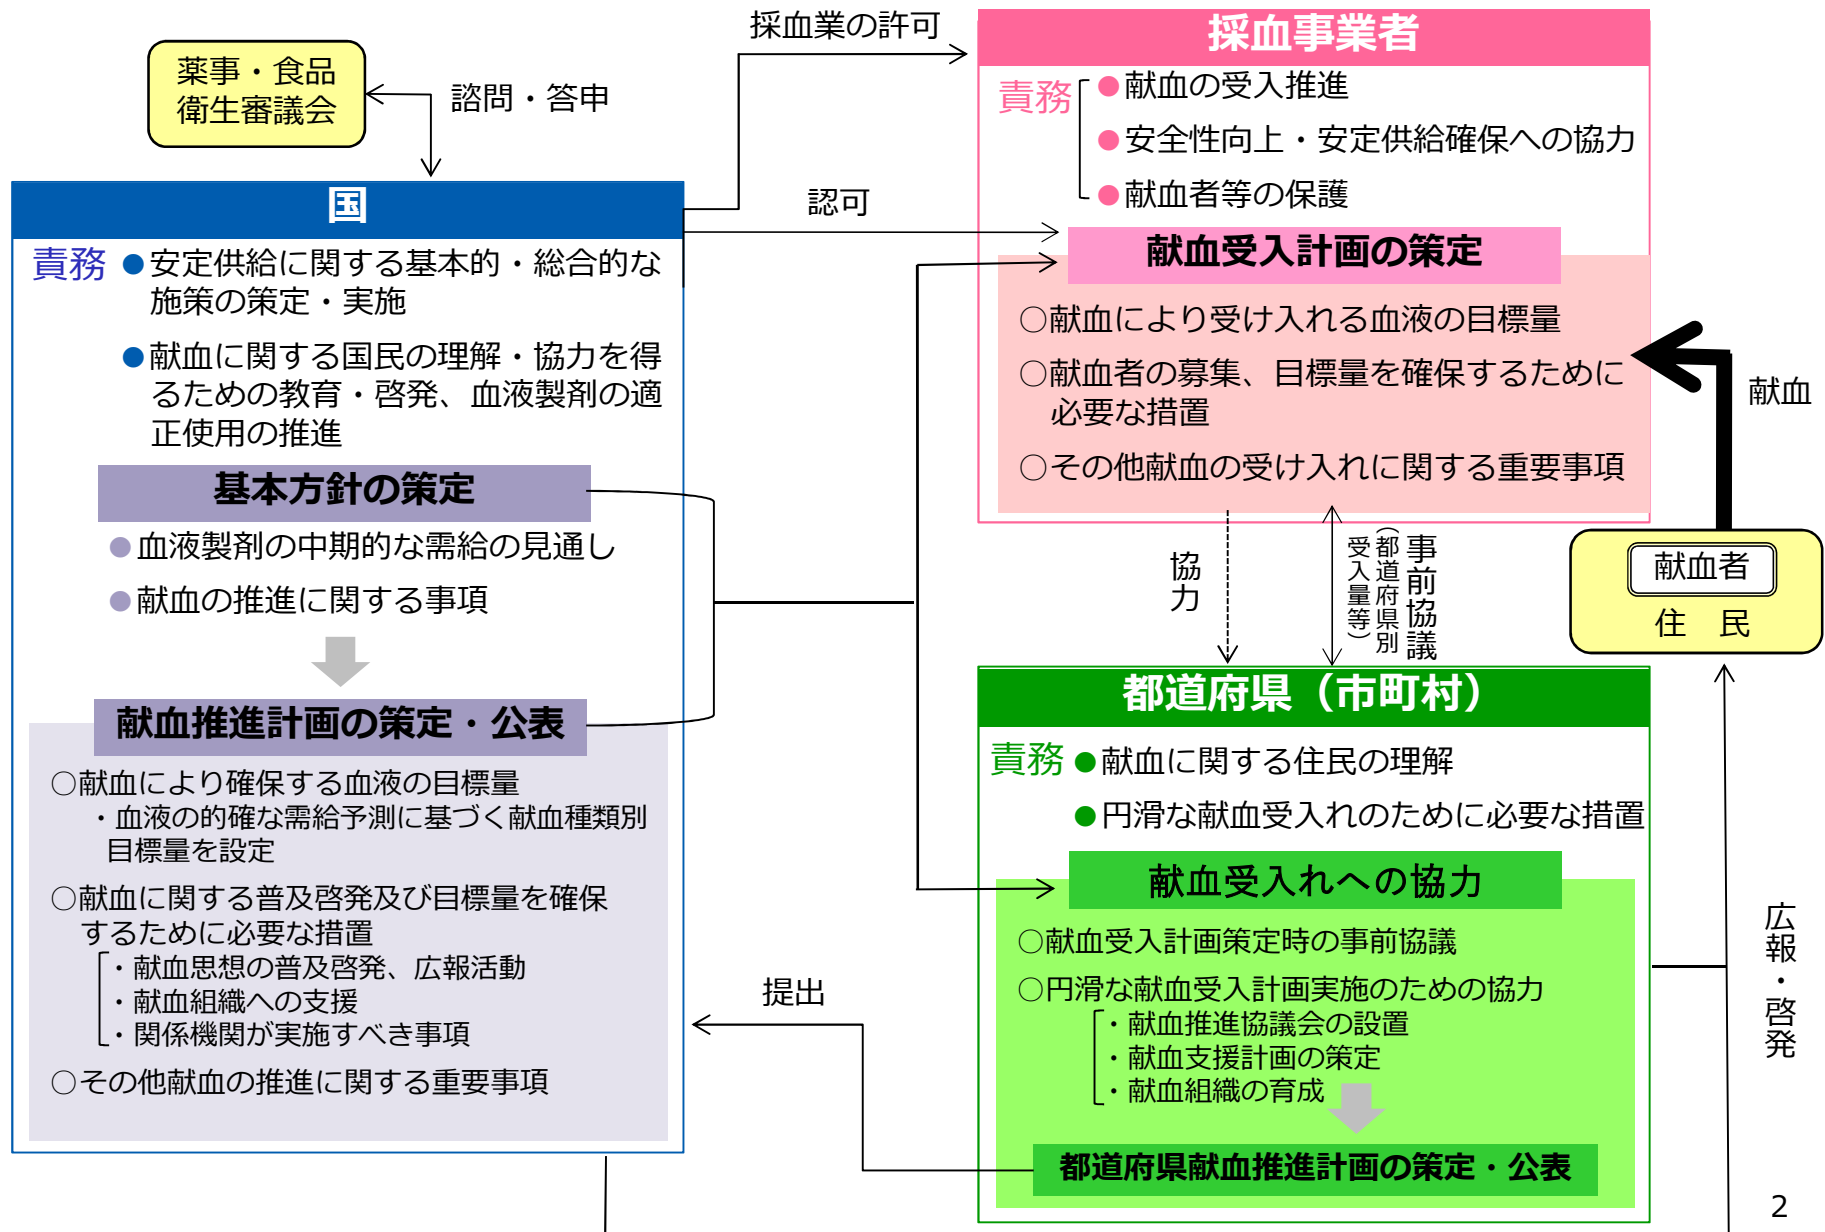 薬事・食品
衛生審議会
諮問・答申
採血業の許可
認可
国
責務
●安定供給に関する基本的・総合的な
施策の策定・実施
●献血に関する国民の理解・協力を得
るための教育・啓発、血液製剤の適
正使用の推進
基本方針の策定
●血液製剤の中期的な需給の見通し
●献血の推進に関する事項
献血推進計画の策定・公表
○献血により確保する血液の目標量
・血液の的確な需給予測に基づく献血種類別
目標量を設定
○献血に関する普及啓発及び目標量を確保
するために必要な措置
・献血思想の普及啓発、広報活動
・献血組織への支援
・関係機関が実施すべき事項
○その他献血の推進に関する重要事項
採血事業者
責務
●献血の受入推進
●安全性向上・安定供給確保への協力
●献血者等の保護
献血受入計画の策定
○献血により受け入れる血液の目標量
○献血者の募集、目標量を確保するために
必要な措置
○その他献血の受け入れに関する重要事項
献血
協力
事前協議
（都道府県別
受入量等）
献血者
住　民
都道府県（市町村）
責務
●献血に関する住民の理解
●円滑な献血受入れのために必要な措置
献血受入れへの協力
○献血受入計画策定時の事前協議
○円滑な献血受入計画実施のための協力
・献血推進協議会の設置
・献血支援計画の策定
・献血組織の育成
都道府県献血推進計画の策定・公表
提出
広報・啓発
2